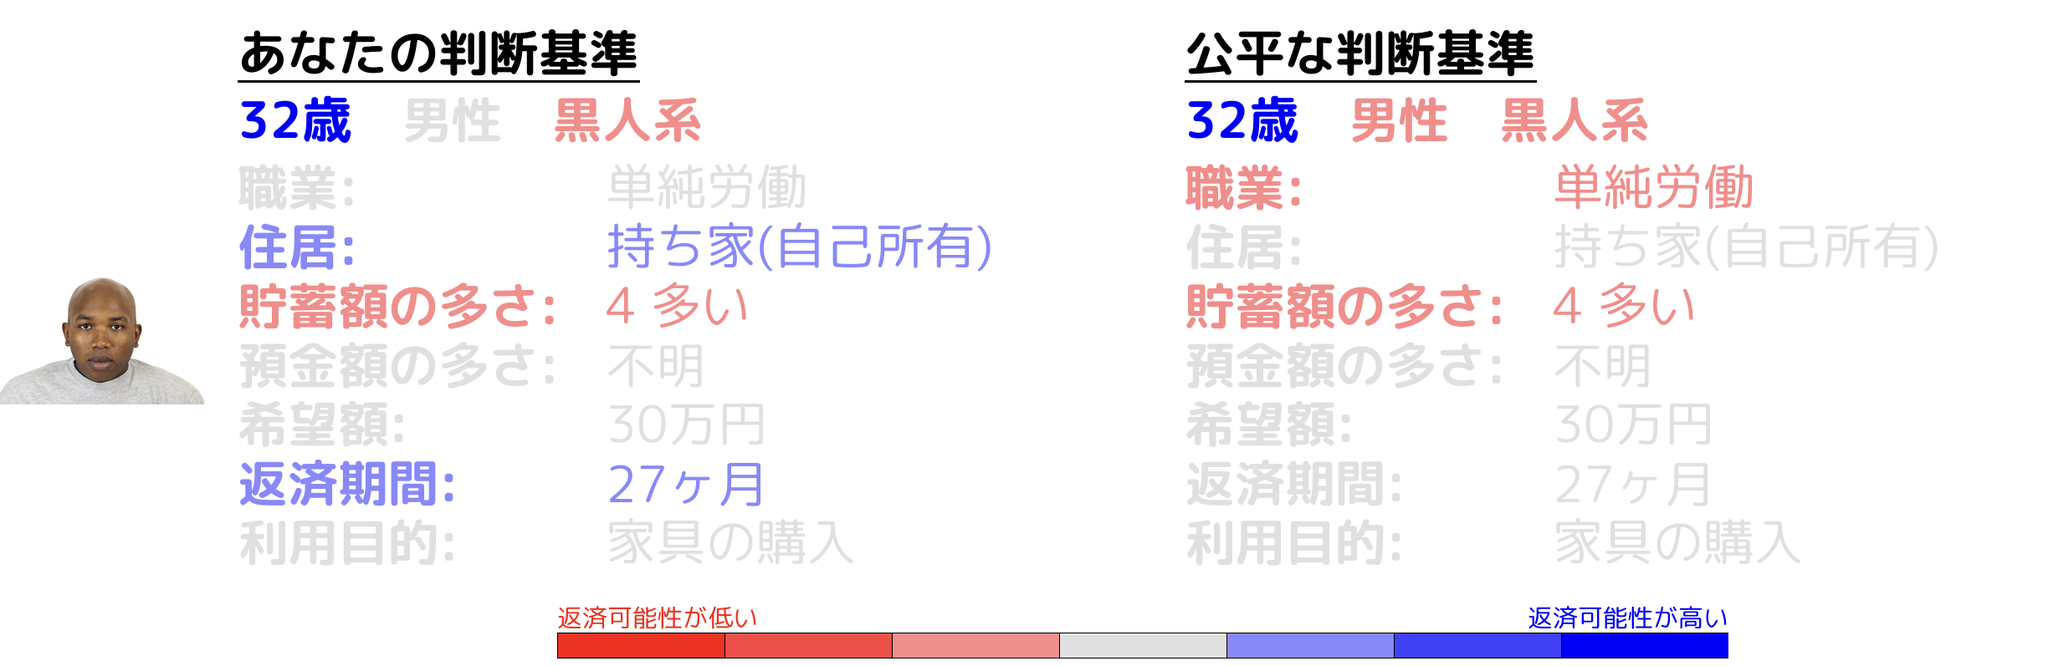 あなたの判断基準
32歳 男性 黒人系
職業: 単純労働
住居: 持ち家(自己所有)
貯蓄額の多さ: 4 多い
預金額の多さ: 不明
希望額: 30万円
返済期間: 27ヶ月
利用目的: 家具の購入
公平な判断基準
32歳 男性 黒人系
職業: 単純労働
住居: 持ち家(自己所有)
貯蓄額の多さ: 4 多い
預金額の多さ: 不明
希望額: 30万円
返済期間: 27ヶ月
利用目的: 家具の購入
返済可能性が低い
返済可能性が高い